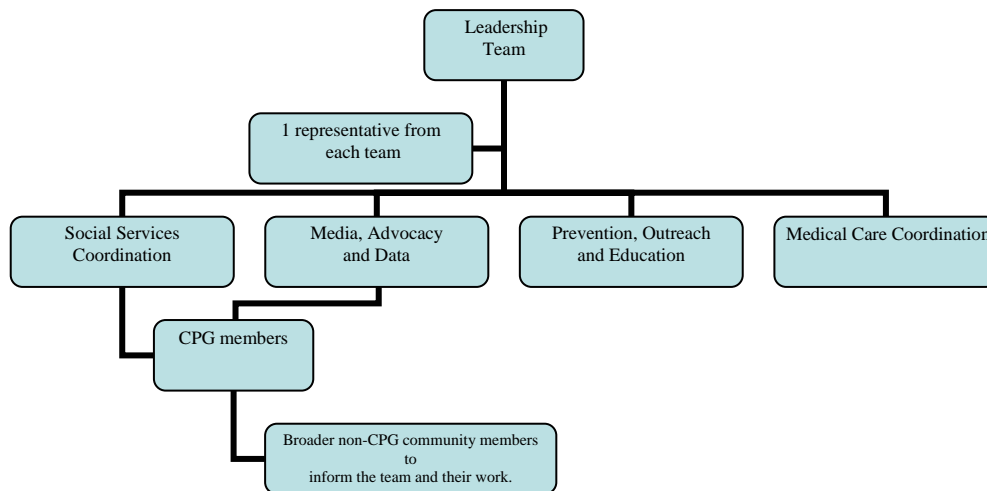 Leadership
Team
1 representative from
each team
Social Services
Coordination
Media, Advocacy
and Data
Prevention, Outreach
and Education
Medical Care Coordination
CPG members
Broader non-CPG community members
to
inform the team and their work.